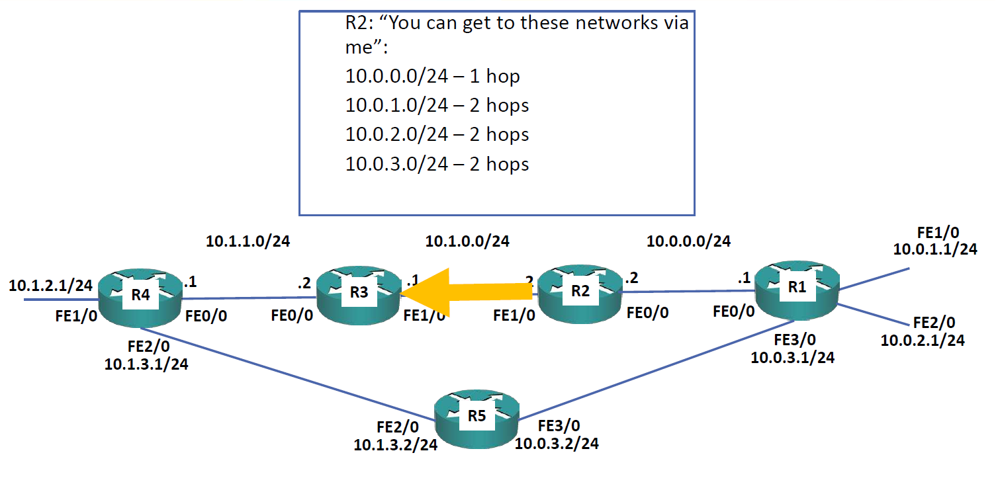 R2: “You can get to these networks via
me”:
10.0.0.0/24 – 1 hop
10.0.1.0/24 – 2 hops
10.0.2.0/24 – 2 hops
10.0.3.0/24 – 2 hops
10.1.1.0/24
10.1.0.0/24
10.0.0.0/24
FE1/0
10.0.1.1/24
10.1.2.1/24
FE1/0
R4
.1
FE0/0
.2
FE0/0
R3
.1
FE1/0
.2
FE1/0
R2
.2
FE0/0
.1
FE0/0
R1
FE2/0
10.0.2.1/24
FE2/0
10.1.3.1/24
FE3/0
10.0.3.1/24
R5
FE2/0
10.1.3.2/24
FE3/0
10.0.3.2/24